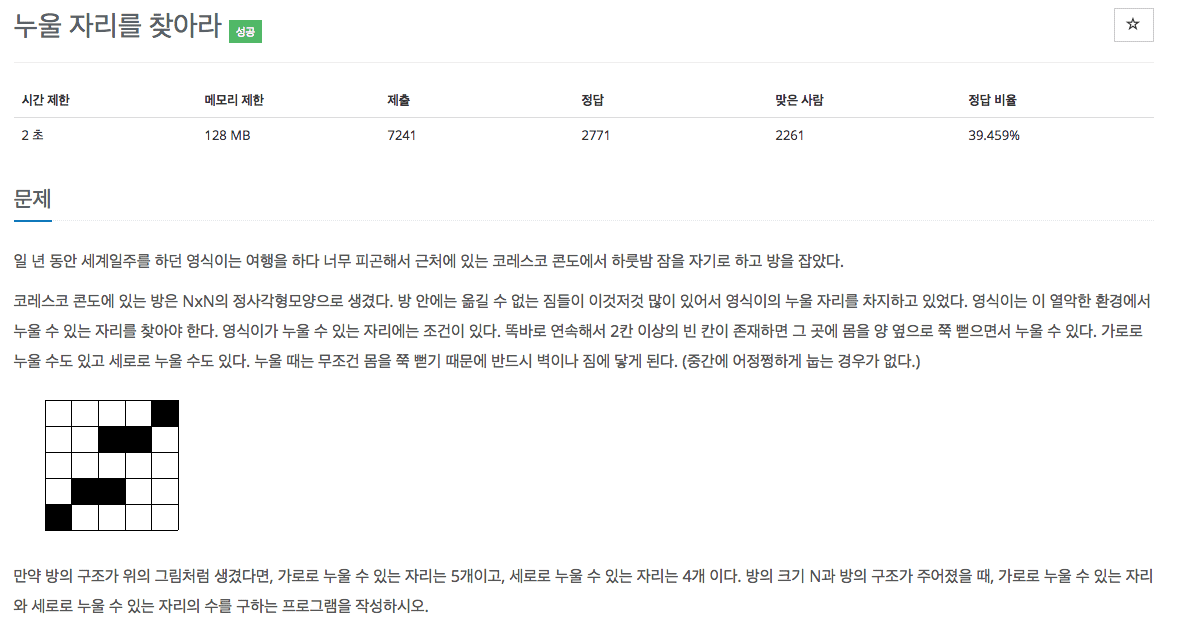 누울 자리를 찾아라 성공
☆
시간 제한 메모리 제한 제출 정답 맞은 사람 정답 비율
2 초 128 MB 7241 2771 2261 39.459%
문제
일 년 동안 세계일주를 하던 영식이는 여행을 하다 너무 피곤해서 근처에 있는 코레스코 콘도에서 하룻밤 잠을 자기로 하고 방을 잡았다.
코레스코 콘도에 있는 방은 NxN의 정사각형모양으로 생겼다. 방 안에는 옮길 수 없는 짐들이 이것저것 많이 있어서 영식이의 누울 자리를 차지하고 있었다. 영식이는 이 열악한 환경에서
누울 수 있는 자리를 찾아야 한다. 영식이가 누울 수 있는 자리에는 조건이 있다. 똑바로 연속해서 2칸 이상의 빈 칸이 존재하면 그 곳에 몸을 양 옆으로 쭉 뻗으면서 누울 수 있다. 가로로
누울 수도 있고 세로로 누울 수도 있다. 누울 때는 무조건 몸을 쭉 뻗기 때문에 반드시 벽이나 짐에 닿게 된다. (중간에 어정쩡하게 눕는 경우가 없다.)
만약 방의 구조가 위의 그림처럼 생겼다면, 가로로 누울 수 있는 자리는 5개이고, 세로로 누울 수 있는 자리는 4개 이다. 방의 크기 N과 방의 구조가 주어졌을 때, 가로로 누울 수 있는 자리
와 세로로 누울 수 있는 자리의 수를 구하는 프로그램을 작성하시오.